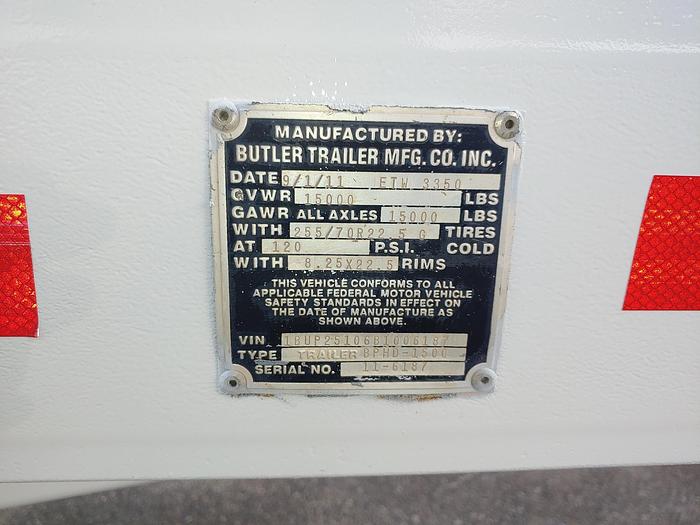 MANUFACTURED BY:
BUTLER TRAILER MFG. CO. INC.
DATE 9/1/11 ETW 3350
GVWR 15000 LBS
GAWR ALL AXLES 15000 LBS
WITH 255/70R22.5 G TIRES
AT 120 P.S.I. COLD
WITH 8.25X22.5 RIMS
THIS VEHICLE CONFORMS TO ALL
APPLICABLE FEDERAL MOTOR VEHICLE
SAFETY STANDARDS IN EFFECT ON
THE DATE OF MANUFACTURE AS
SHOWN ABOVE.
VIN 1BUP25106B1006187
TYPE TRAILER BPHD-1500
SERIAL NO. 11-6187